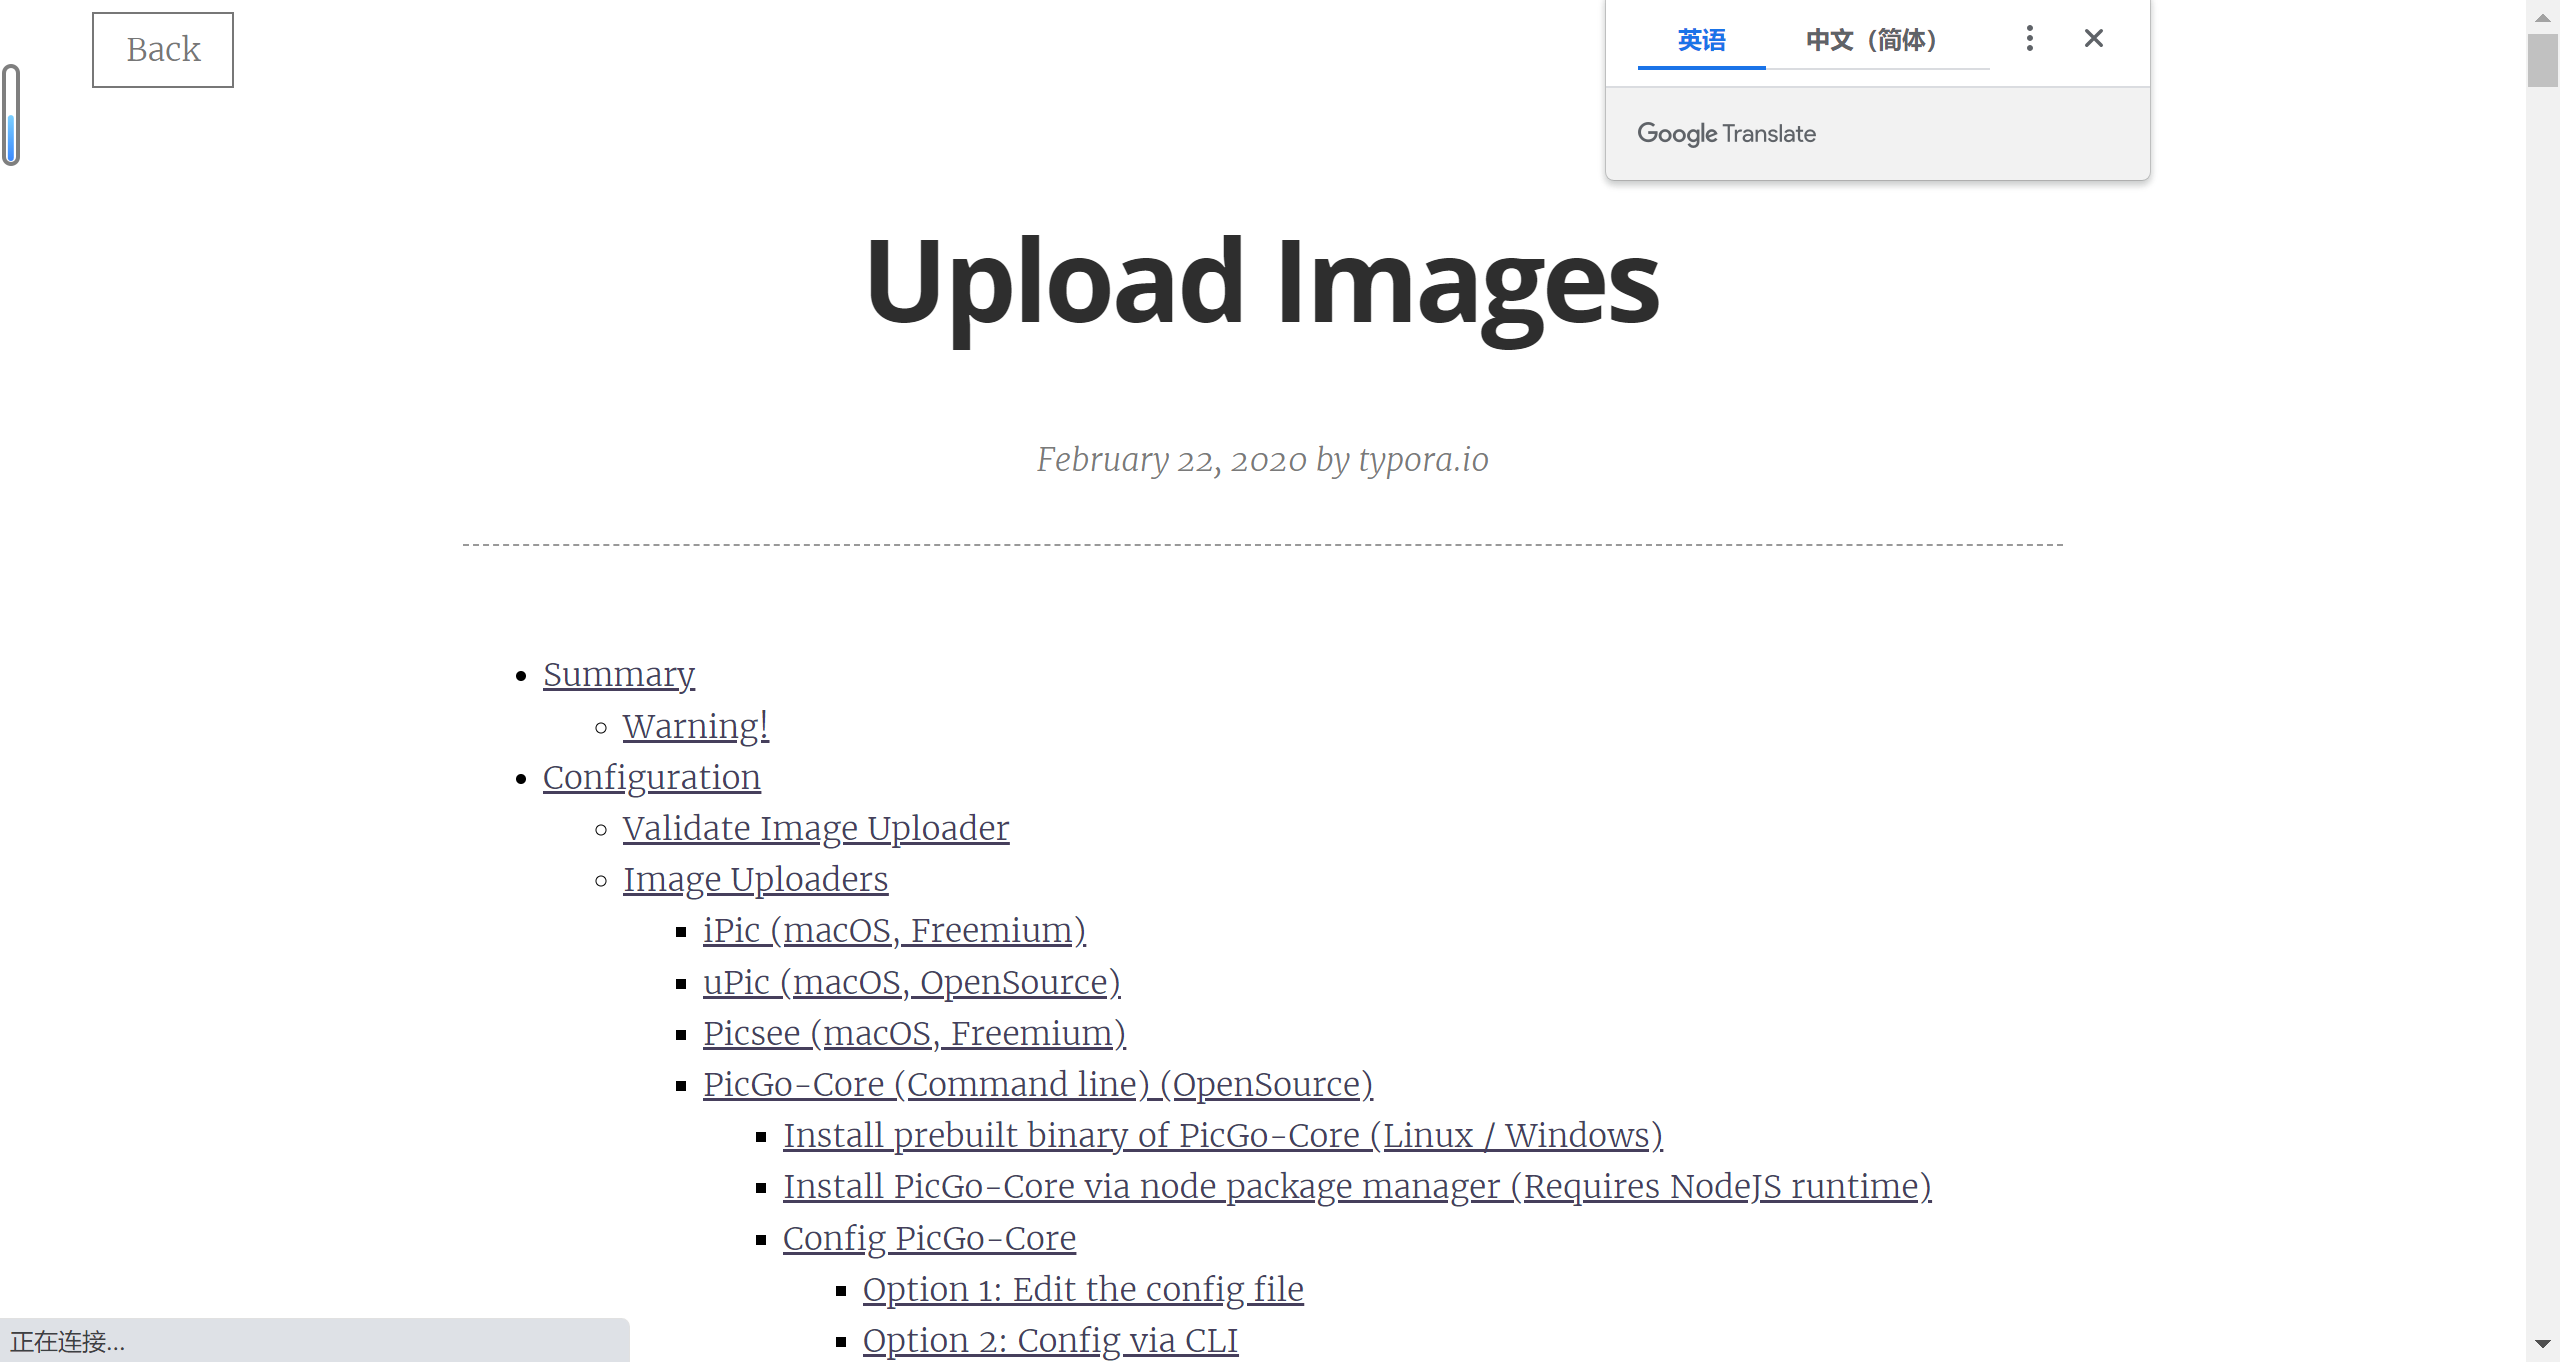 Back
英语 中文（简体）
Google Translate
Upload Images
February 22, 2020 by typora.io
Summary
Warning!
Configuration
Validate Image Uploader
Image Uploaders
iPic (macOS, Freemium)
uPic (macOS, OpenSource)
Picsee (macOS, Freemium)
PicGo-Core (Command line) (OpenSource)
Install prebuilt binary of PicGo-Core (Linux / Windows)
Install PicGo-Core via node package manager (Requires NodeJS runtime)
Config PicGo-Core
Option 1: Edit the config file
Option 2: Config via CLI
正在连接...